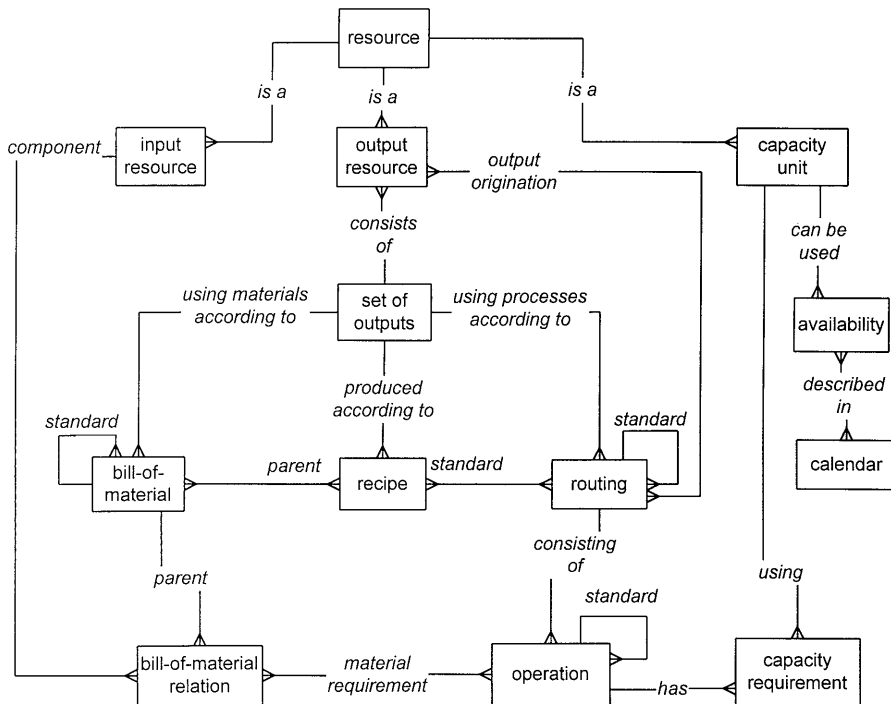 resource
is a
is a
is a
component
input
resource
output
resource
output
origination
capacity
unit
consists
of
can be
used
using materials
according to
set of
outputs
using processes
according to
availability
produced
according to
described
in
standard
standard
bill-of-
material
parent
recipe
standard
routing
calendar
consisting
of
parent
standard
using
bill-of-material
relation
material
requirement
operation
has
capacity
requirement